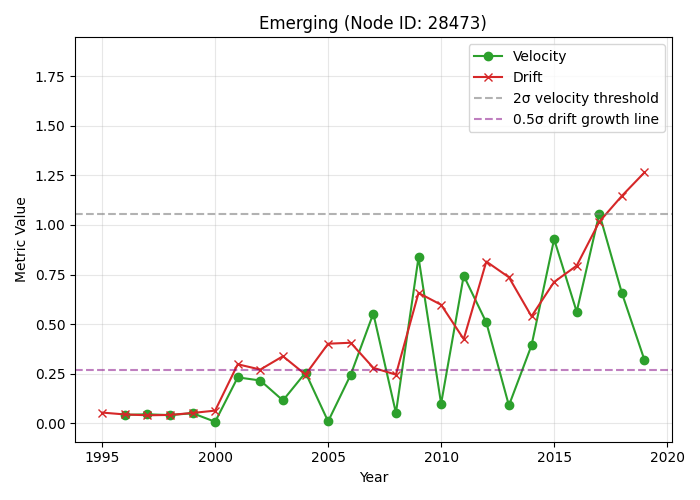 Emerging (Node ID: 28473)
Velocity
Drift
2σ velocity threshold
0.5σ drift growth line
Metric Value
1.75
1.50
1.25
1.00
0.75
0.50
0.25
0.00
1995
2000
2005
2010
2015
2020
Year